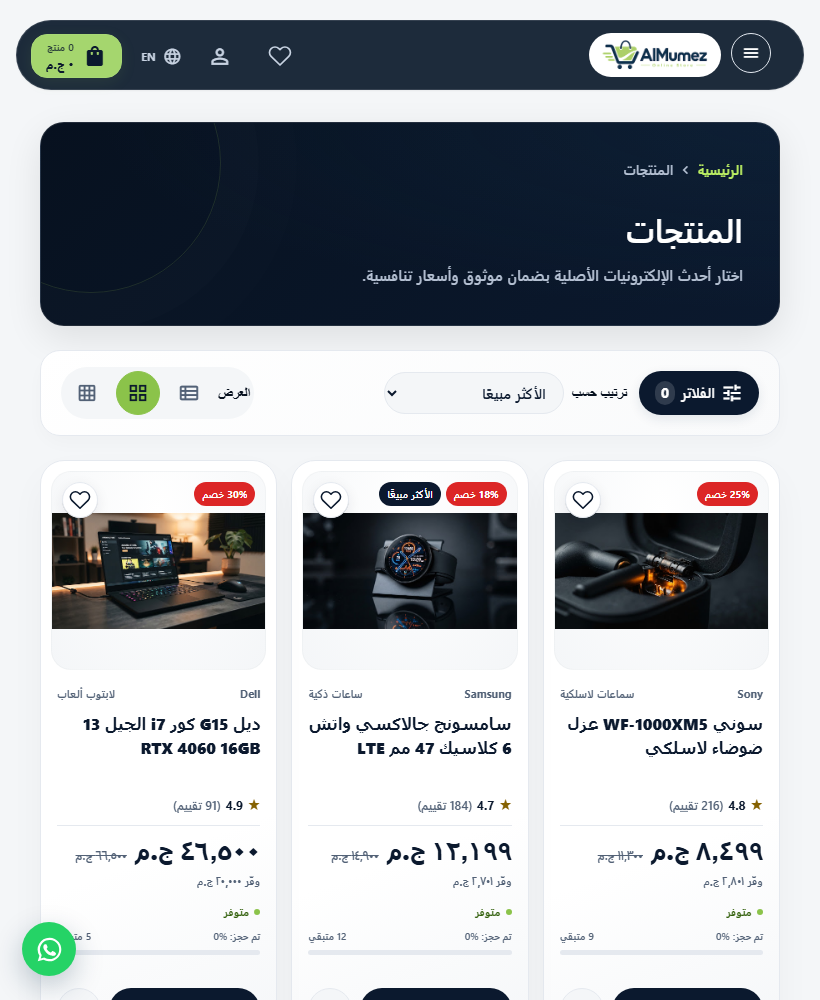 AlMumez
EN
0 منتج
٠ ج.م
الرئيسية › المنتجات
المنتجات
اختار أحدث الإلكترونيات الأصلية بضمان موثوق وأسعار تنافسية.
الفلاتر 0
ترتيب حسب
الأكثر مبيعًا
العرض
25% خصم
Sony
سماعات لاسلكية
سوني WF-1000XM5 عزل
ضوضاء لاسلكي
★ 4.8 (216 تقييم)
٨,٤٩٩ ج.م ١١,٣٠٠ ج.م
وفّر ٢,٨٠١ ج.م
متوفر
تم حجز: 0%
9 متبقي
18% خصم
الأكثر مبيعًا
Samsung
ساعات ذكية
سامسونج جالاكسي واتش
6 كلاسيك 47 مم LTE
★ 4.7 (184 تقييم)
١٢,١٩٩ ج.م ١٤,٩٠٠ ج.م
وفّر ٢,٧٠١ ج.م
متوفر
تم حجز: 0%
12 متبقي
30% خصم
Dell
لابتوب ألعاب
ديل G15 كور i7 الجيل 13
RTX 4060 16GB
★ 4.9 (91 تقييم)
٤٦,٥٠٠ ج.م ٦٦,٥٠٠ ج.م
وفّر ٢٠,٠٠٠ ج.م
متوفر
تم حجز: 0%
5